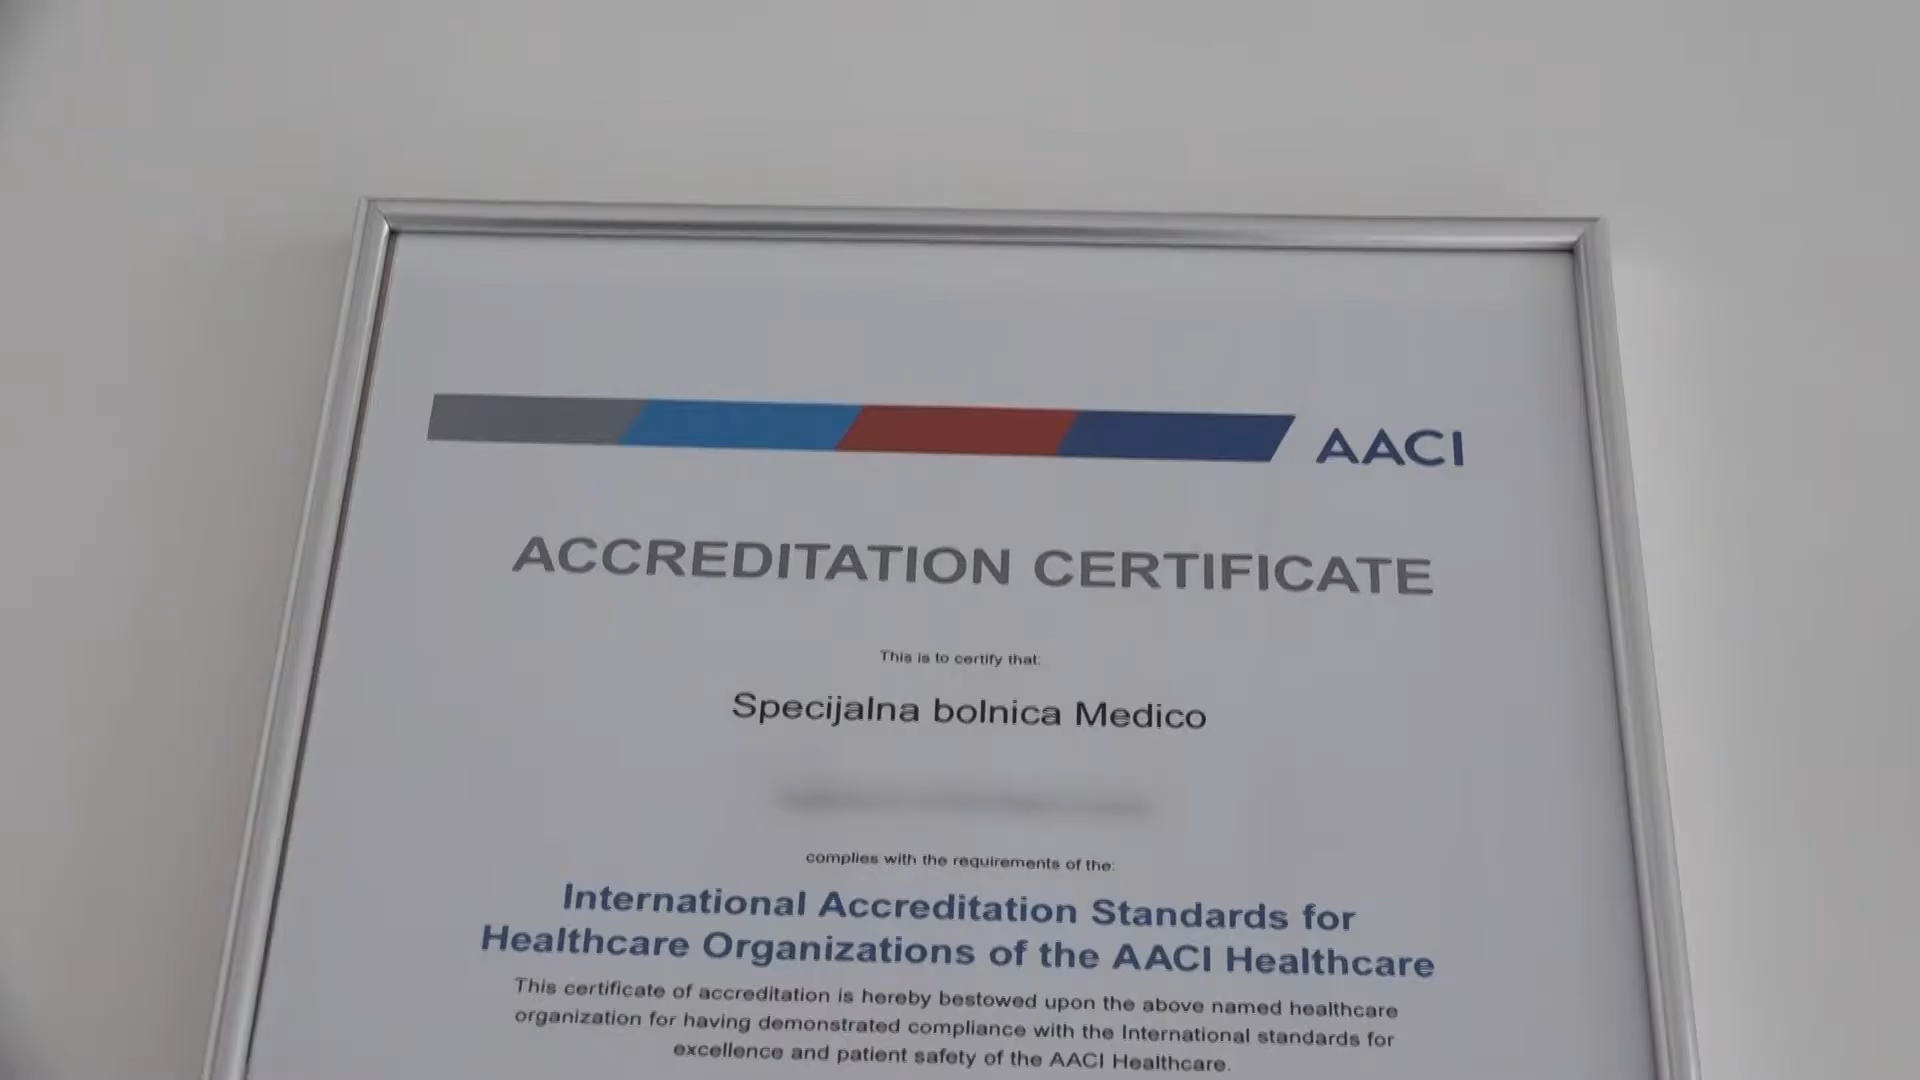 AACI
ACCREDITATION CERTIFICATE
This is to certify that:
Specijalna bolnica Medico
complies with the requirements of the:
International Accreditation Standards for
Healthcare Organizations of the AACI Healthcare
This certificate of accreditation is hereby bestowed upon the above named healthcare
organization for having demonstrated compliance with the International standards for
excellence and patient safety of the AACI Healthcare.